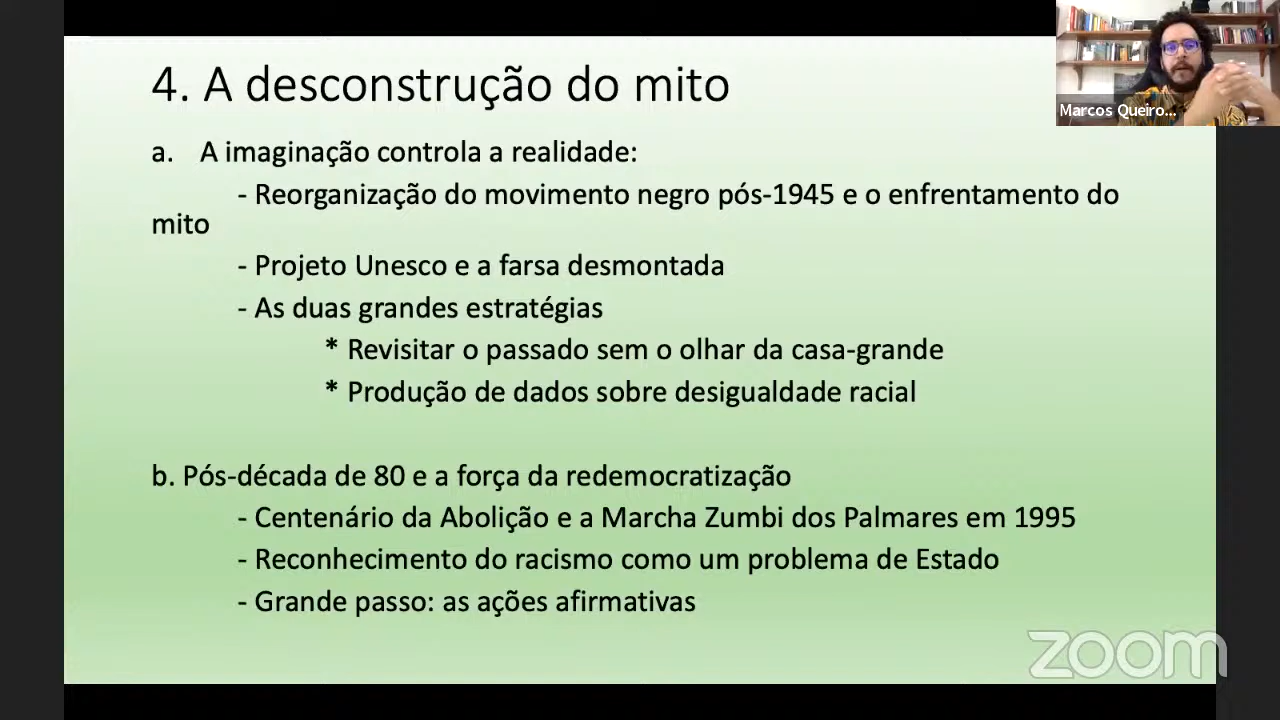 4. A desconstrução do mito
a. A imaginação controla a realidade:
- Reorganização do movimento negro pós-1945 e o enfrentamento do
mito
- Projeto Unesco e a farsa desmontada
- As duas grandes estratégias
* Revisitar o passado sem o olhar da casa-grande
* Produção de dados sobre desigualdade racial
b. Pós-década de 80 e a força da redemocratização
- Centenário da Abolição e a Marcha Zumbi dos Palmares em 1995
- Reconhecimento do racismo como um problema de Estado
- Grande passo: as ações afirmativas
Marcos Queiro...
zoom